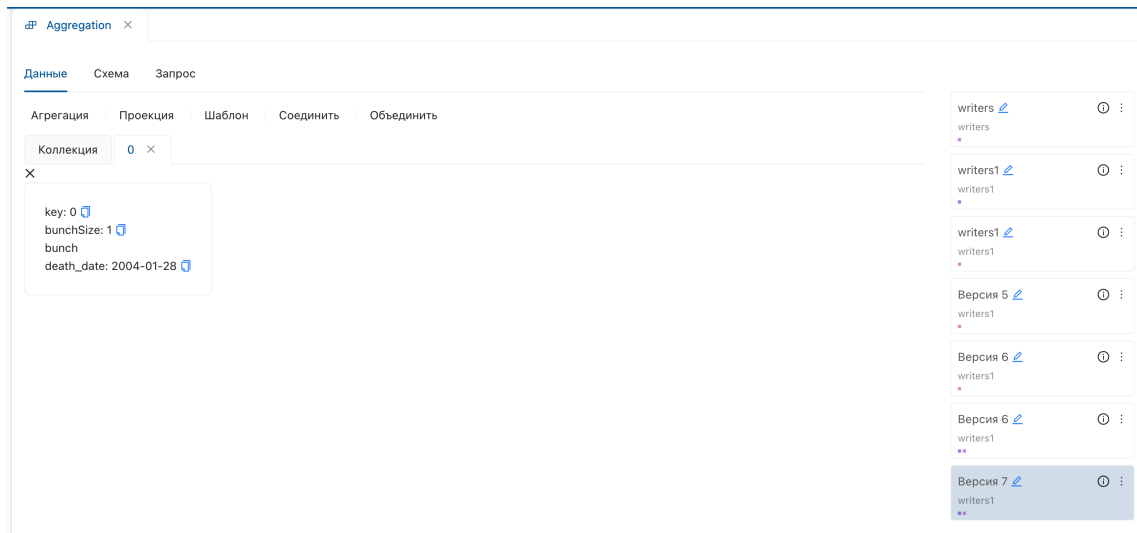 Aggregation
Данные Схема Запрос
Агрегация Проекция Шаблон Соединить Объединить
Коллекция 0
key: 0
bunchSize: 1
bunch
death_date: 2004-01-28
writers
writers
writers1
writers1
writers1
writers1
Версия 5
writers1
Версия 6
writers1
Версия 6
writers1
Версия 7
writers1